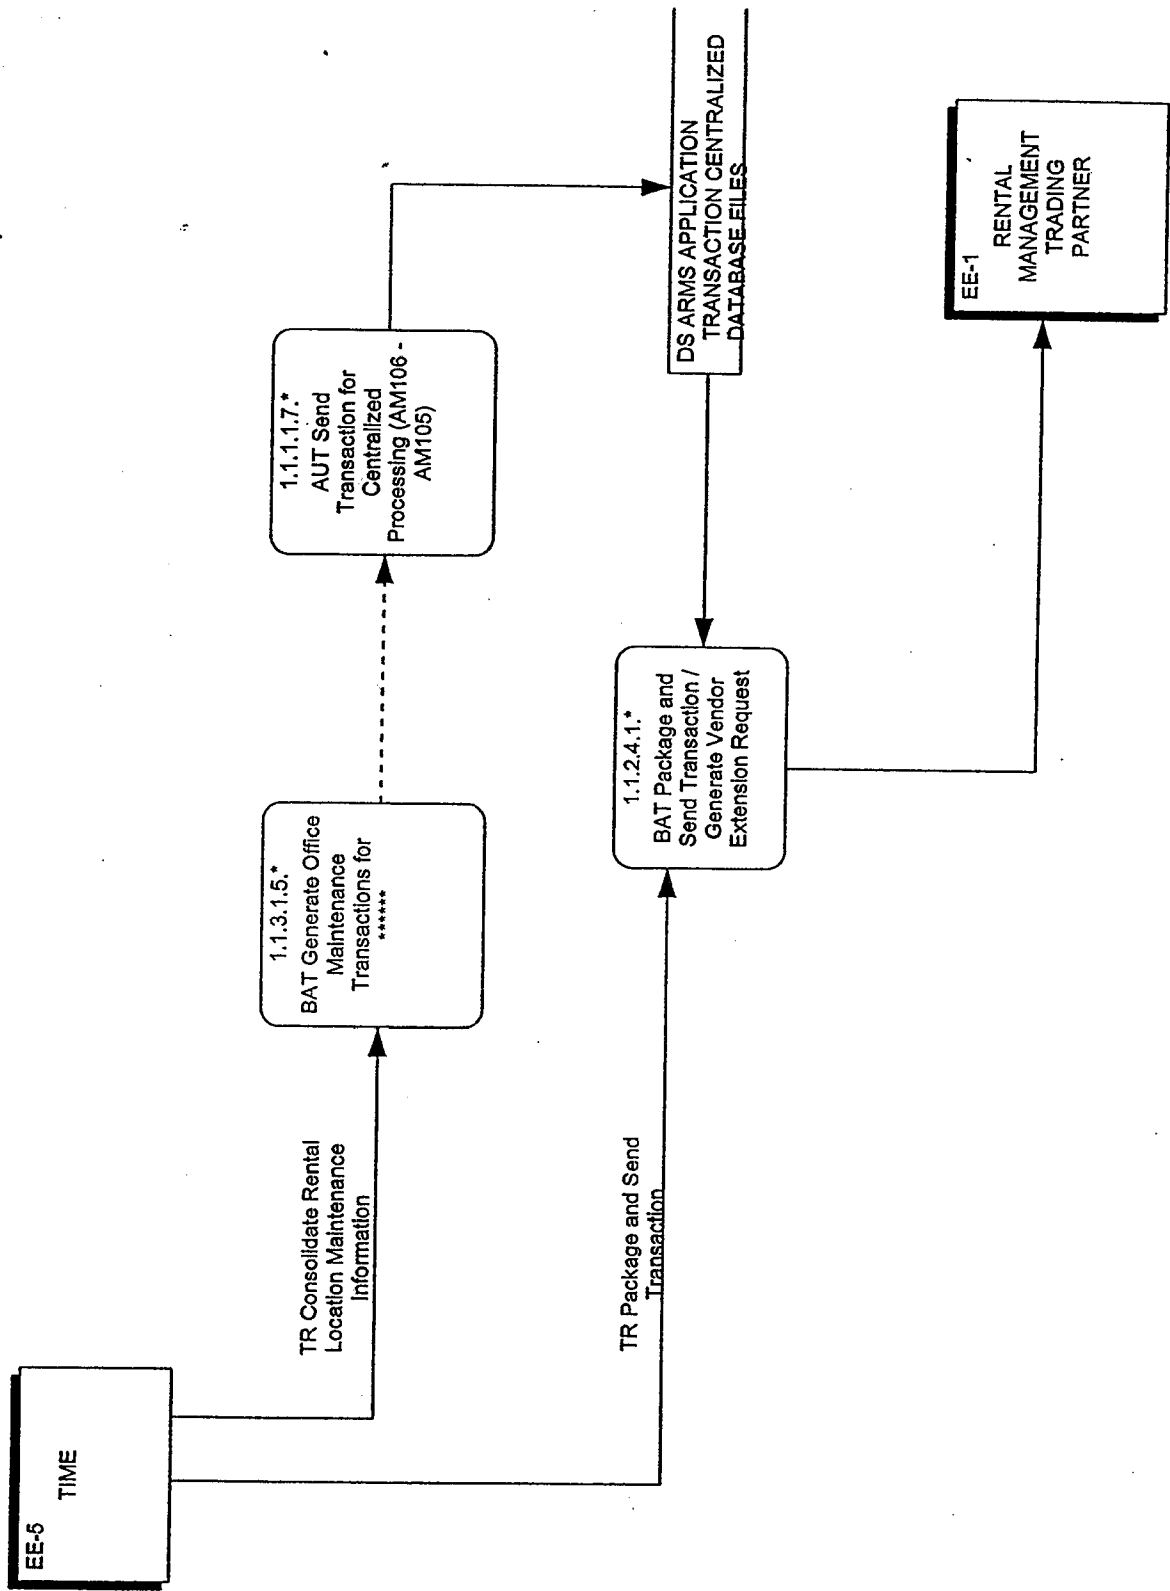 EE-5
TIME
TR Consolidate Rental
Location Maintenance
Information
1.1.3.1.5.*
BAT Generate Office
Maintenance
Transactions for
******
1.1.1.1.7.*
AUT Send
Transaction for
Centralized
Processing (AM106 -
AM105)
TR Package and Send
Transaction
1.1.2.4.1.*
BAT Package and
Send Transaction /
Generate Vendor
Extension Request
DS ARMS APPLICATION
TRANSACTION CENTRALIZED
DATABASE FILES
EE-1
RENTAL
MANAGEMENT
TRADING
PARTNER